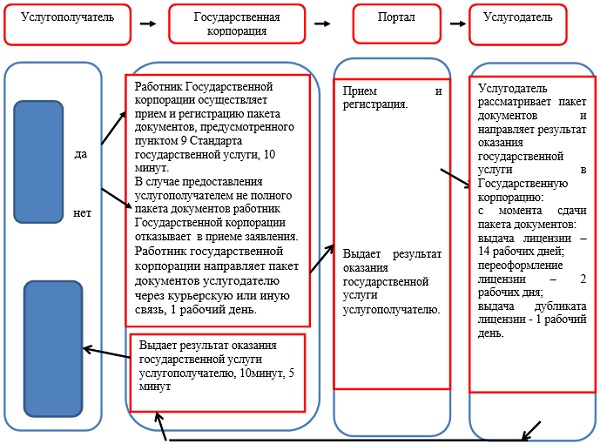 Услугополучатель
Государственная
корпорация
Портал
Услугодатель
да
нет
Работник Государственной
корпорации осуществляет
прием и регистрацию пакета
документов, предусмотренного
пунктом 9 Стандарта
государственной услуги, 10
минут.
В случае предоставления
услугополучателем не полного
пакета документов работник
Государственной корпорации
отказывает в приеме заявления.
Работник государственной
корпорации направляет пакет
документов услугодателю
через курьерскую или иную
связь, 1 рабочий день.
Выдает результат оказания
государственной услуги
услугополучателю, 10минут, 5
минут
Прием и
регистрация.
Выдает результат
оказания
государственной
услуги
услугополучателю.
Услугодатель
рассматривает пакет
документов и
направляет результат
оказания
государственной
услуги в
Государственную
корпорацию:
с момента сдачи
пакета документов:
выдача лицензии –
14 рабочих дней;
переоформление
лицензии – 2
рабочих дня;
выдача дубликата
лицензии - 1 рабочий
день.